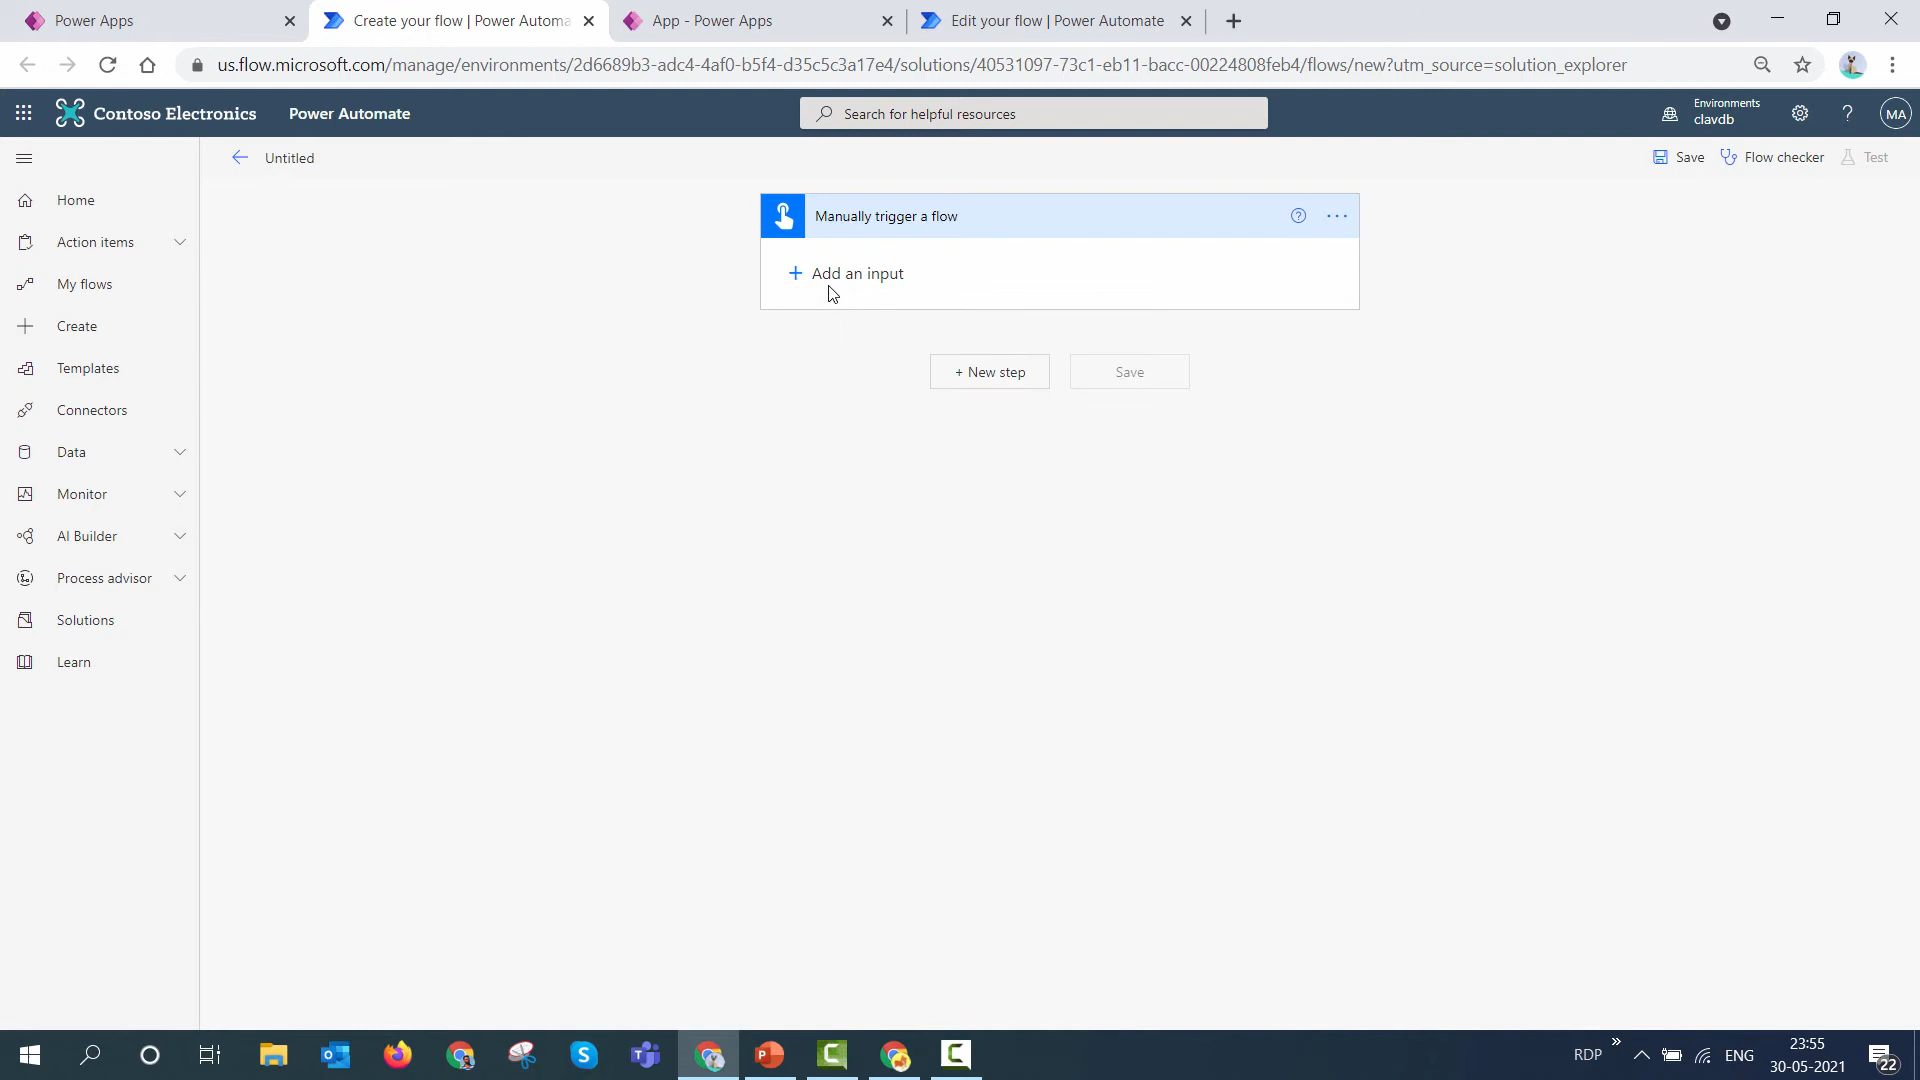 Power Apps
Create your flow | Power Automa
App - Power Apps
Edit your flow | Power Automate
us.flow.microsoft.com/manage/environments/2d6689b3-adc4-4af0-b5f4-d35c5c3a17e4/solutions/40531097-73c1-eb11-bacc-00224808feb4/flows/new?utm_source=solution_explorer
Contoso Electronics
Power Automate
Search for helpful resources
Environments
clavdb
MA
Untitled
Save
Flow checker
Test
Home
Action items
My flows
Create
Templates
Connectors
Data
Monitor
AI Builder
Process advisor
Solutions
Learn
Manually trigger a flow
+ Add an input
+ New step
Save
RDP
ENG
23:55
30-05-2021
22